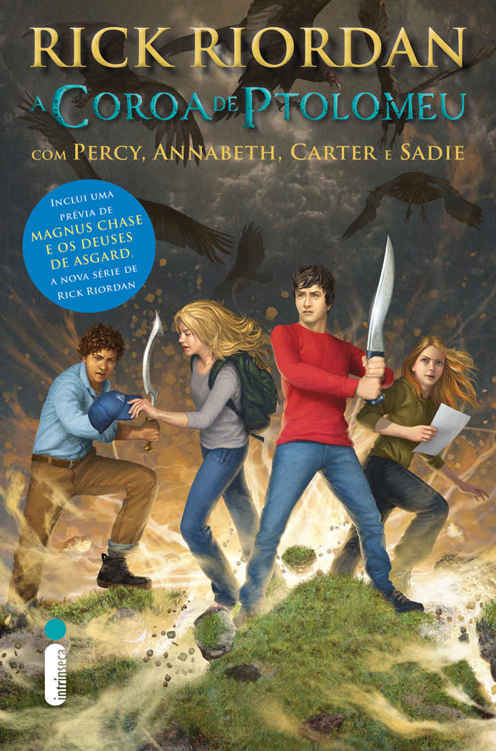 RICK RIORDAN
A COROA DE PTOLOMEU
COM PERCY, ANNABETH, CARTER E SADIE
INCLUI UMA
PRÉVIA DE
MAGNUS CHASE
E OS DEUSES
DE ASGARD,
A NOVA SÉRIE DE
RICK RIORDAN
intrínseca